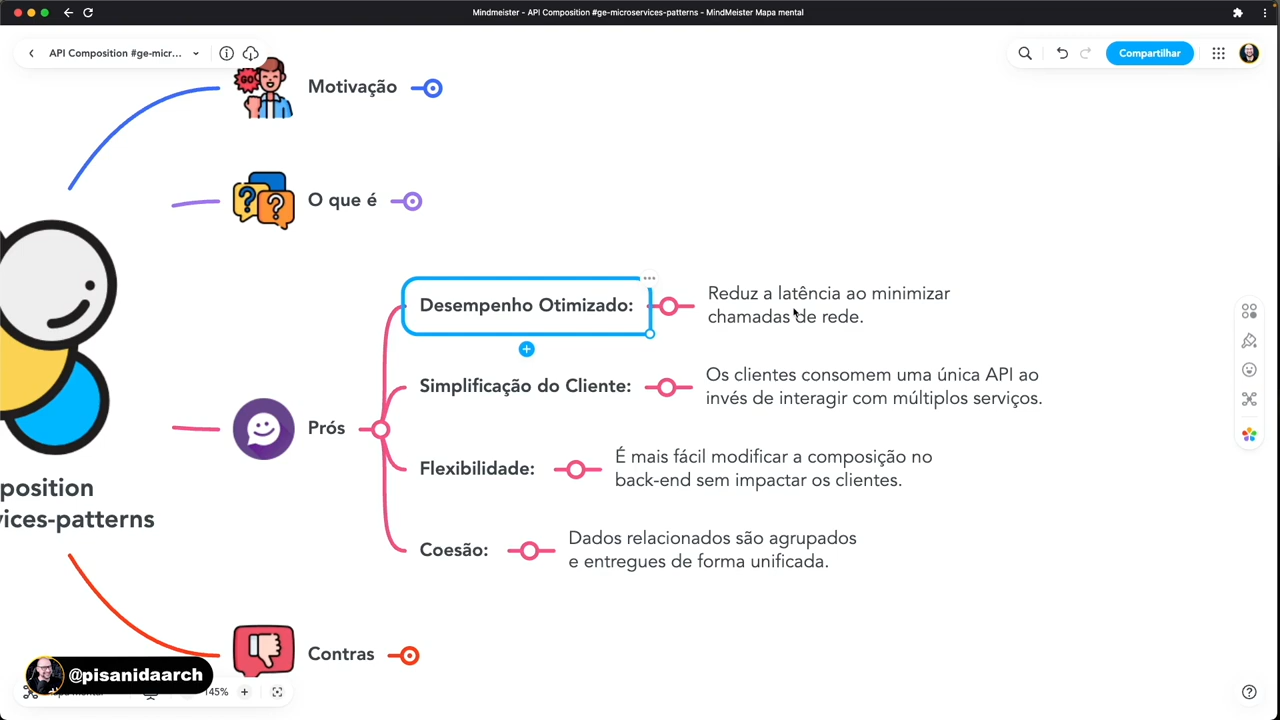 Mindmeister - API Composition #ge-microservices-patterns - MindMeister Mapa mental
API Composition #ge-micr...
Compartilhar
GO
Motivação
O que é
Desempenho Otimizado:
Reduz a latência ao minimizar
chamadas de rede.
Simplificação do Cliente:
Os clientes consomem uma única API ao
invés de interagir com múltiplos serviços.
Prós
Flexibilidade:
É mais fácil modificar a composição no
back-end sem impactar os clientes.
position
vices-patterns
Coesão:
Dados relacionados são agrupados
e entregues de forma unificada.
Contras
@pisanidaarch
145%